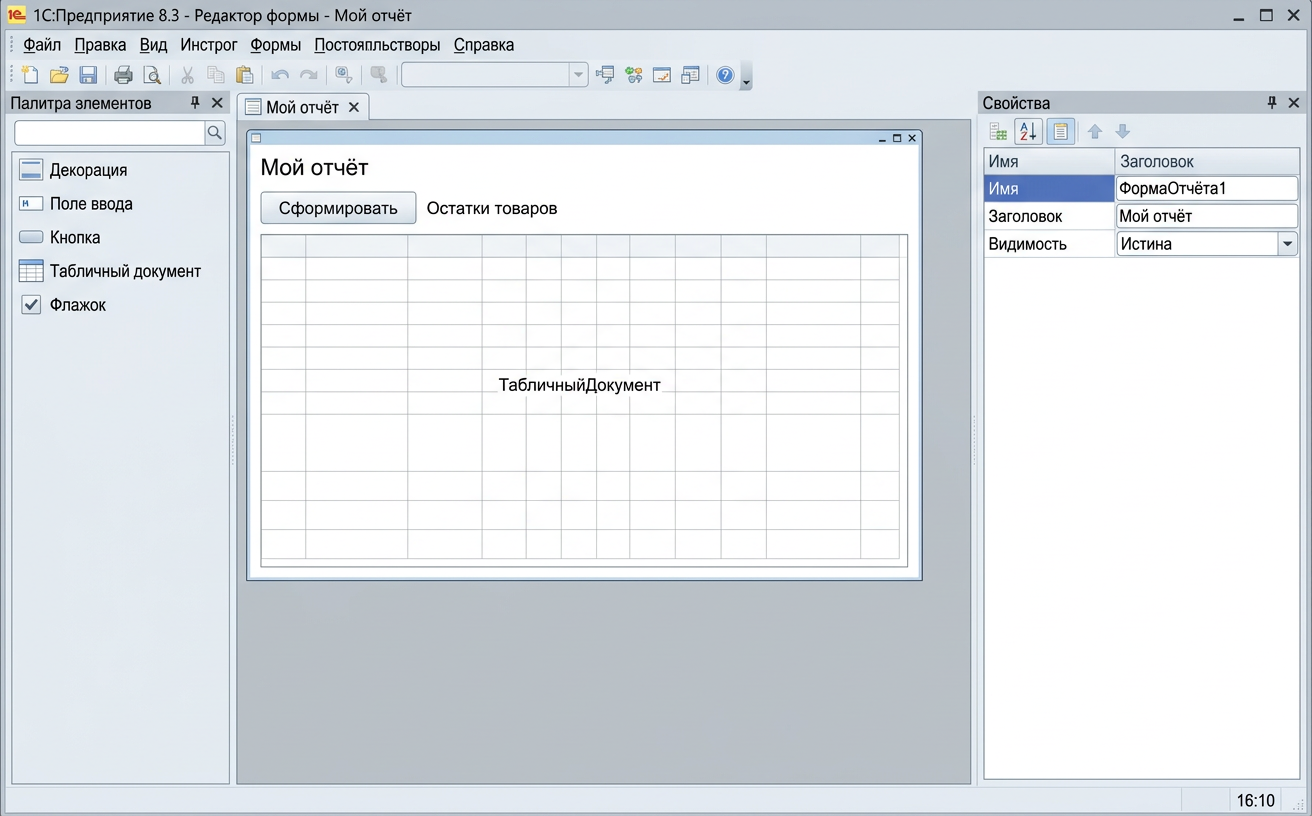 1С:Предприятие 8.3 - Редактор формы - Мой отчёт
Файл Правка Вид Инстрог Формы Постояпльстворы Справка
Палитра элементов
Декорация
Поле ввода
Кнопка
Табличный документ
Флажок
Мой отчёт
Мой отчёт
Сформировать Остатки товаров
ТабличныйДокумент
Свойства
Имя Заголовок
Имя ФормаОтчёта1
Заголовок Мой отчёт
Видимость Истина
16:10